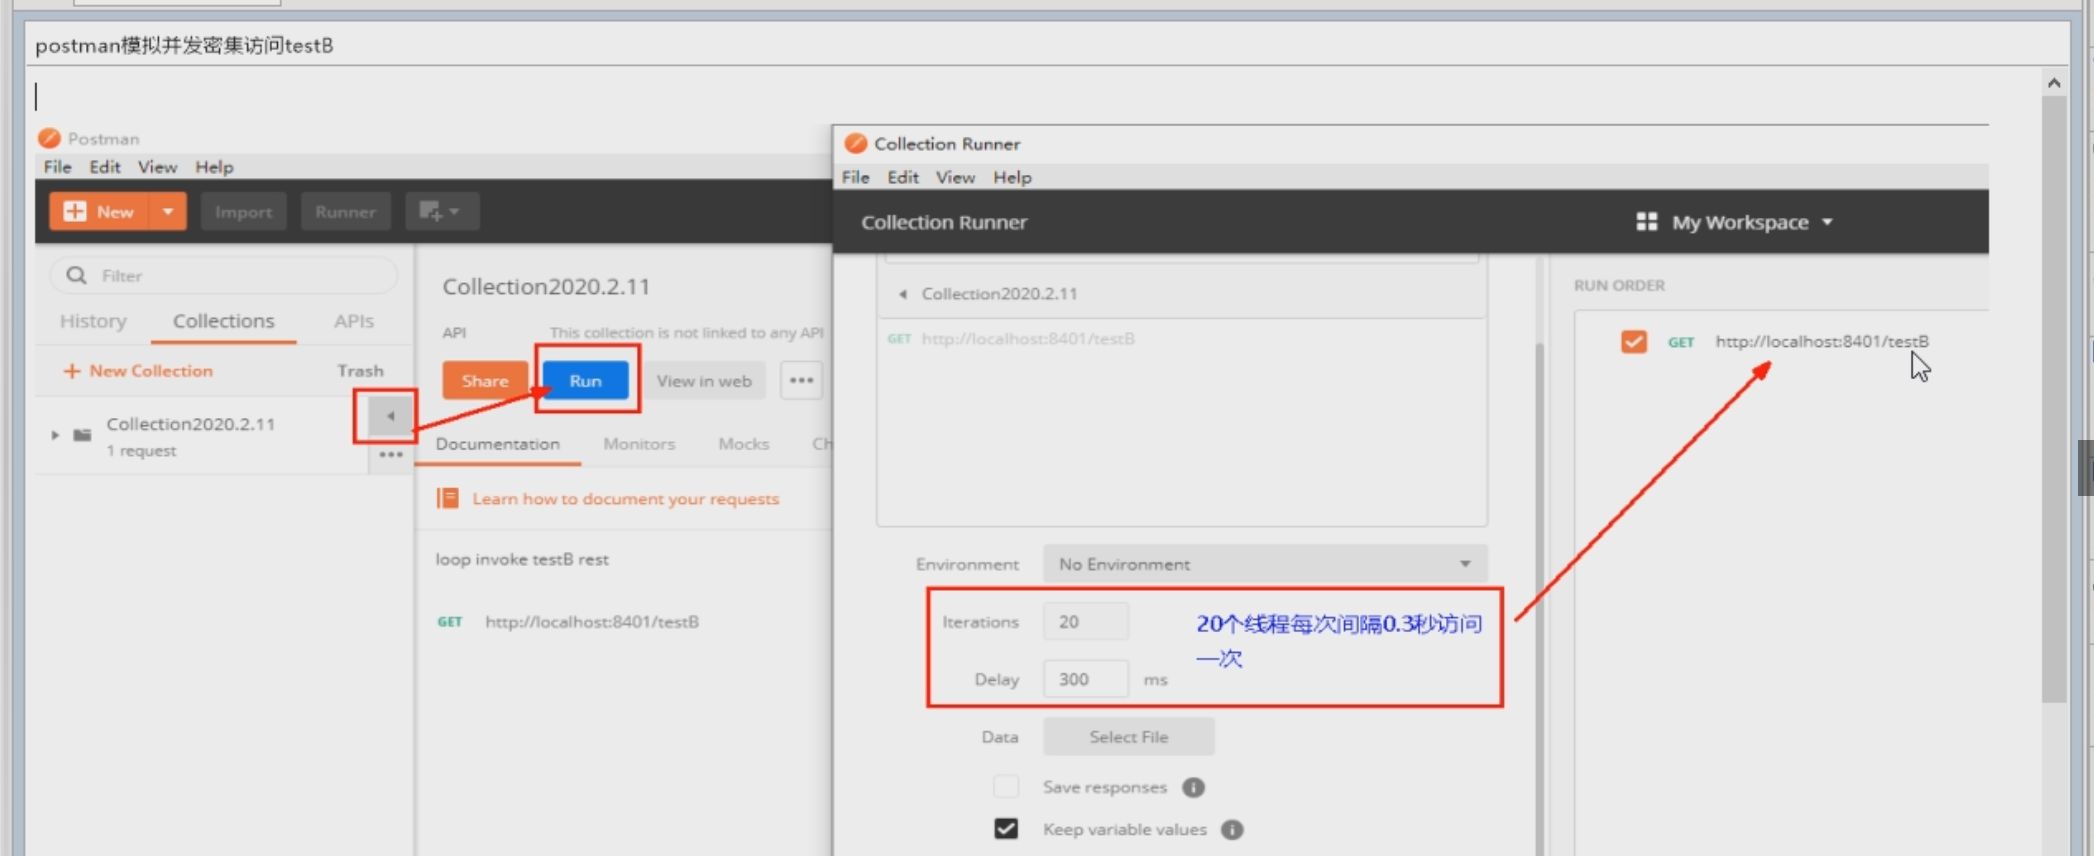 postman模拟并发密集访问testB
Postman
File Edit View Help
New Import Runner
Filter
History Collections APIs
New Collection Trash
Collection2020.2.11
1 request
Collection2020.2.11
API This collection is not linked to any API
Share Run View in web
Documentation Monitors Mocks Ch
Learn how to document your requests
loop invoke testB rest
GET http://localhost:8401/testB
Collection Runner
File Edit View Help
Collection Runner My Workspace
Collection2020.2.11
GET http://localhost:8401/testB
Environment No Environment
Iterations 20
Delay 300 ms
20个线程每次间隔0.3秒访问
一次
Data Select File
Save responses
Keep variable values
RUN ORDER
GET http://localhost:8401/testB